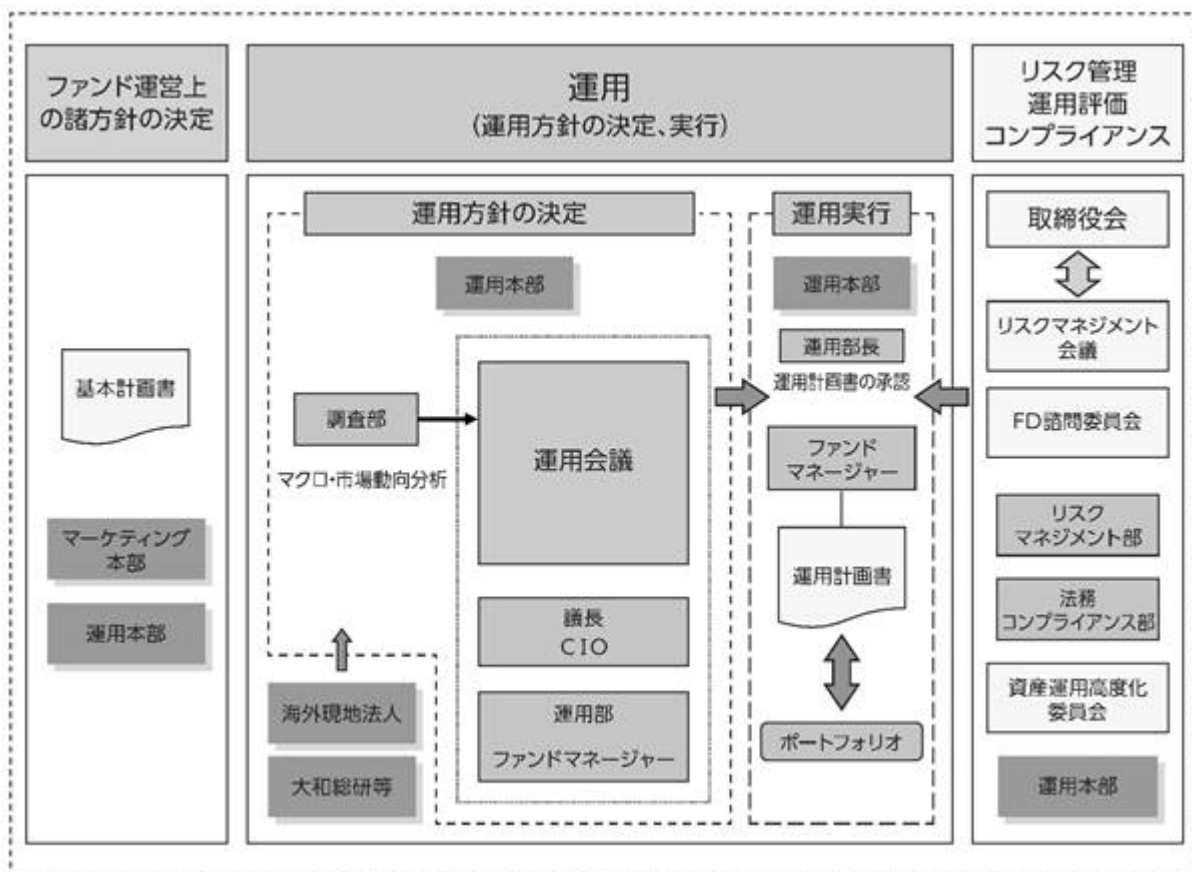 ファンド運営上
の諸方針の決定
運用
(運用方針の決定、実行)
リスク管理
運用評価
コンプライアンス
基本計画書
マーケティング
本部
運用本部
運用方針の決定
運用本部
調査部
マクロ・市場動向分析
運用会議
議長
CIO
運用部
ファンドマネージャー
海外現地法人
大和総研等
運用実行
運用本部
運用部長
運用計画書の承認
ファンド
マネージャー
運用計画書
ポートフォリオ
取締役会
リスクマネジメント
会議
FD諮問委員会
リスク
マネジメント部
法務
コンプライアンス部
資産運用高度化
委員会
運用本部